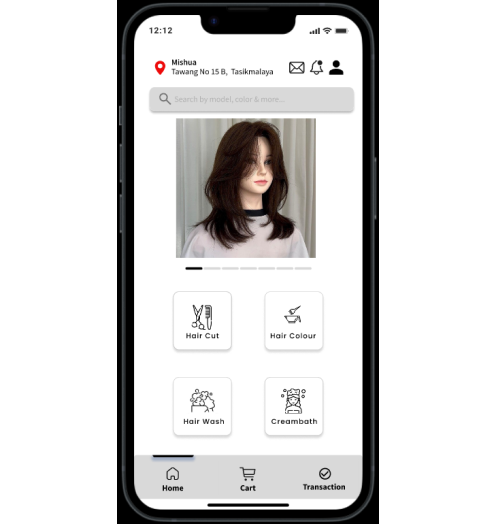 12:12
Mishua
Tawang No 15 B, Tasikmalaya
Search by model, color & more...
Hair Cut
Hair Colour
Hair Wash
Creambath
Home
Cart
Transaction